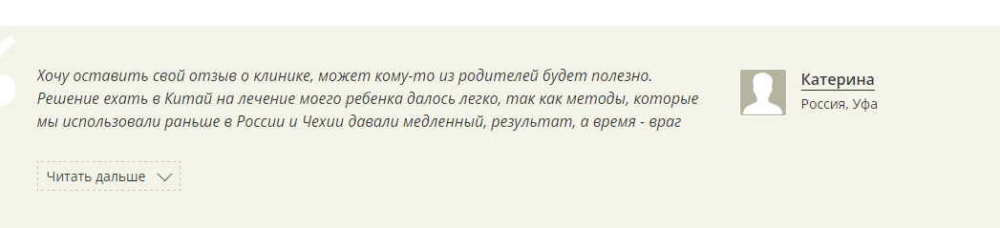 Хочу оставить свой отзыв о клинике, может кому-то из родителей будет полезно.
Решение ехать в Китай на лечение моего ребенка далось легко, так как методы, которые
мы использовали раньше в России и Чехии давали медленный, результат, а время - враг
Катерина
Россия, Уфа
Читать дальше